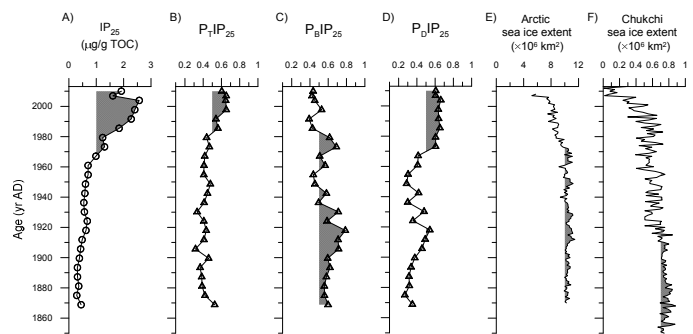 A)
IP25
(μg/g TOC)
0 1 2 3
B)
PTIP25
0 0.2 0.4 0.6 0.8 1
C)
PBIP25
0 0.2 0.4 0.6 0.8 1
D)
PDIP25
0 0.2 0.4 0.6 0.8 1
E)
Arctic
sea ice extent
(×10⁶ km²)
0 4 8 12
F)
Chukchi
sea ice extent
(×10⁶ km²)
0 0.2 0.4 0.6 0.8 1
Age (yr AD)
2000
1980
1960
1940
1920
1900
1880
1860